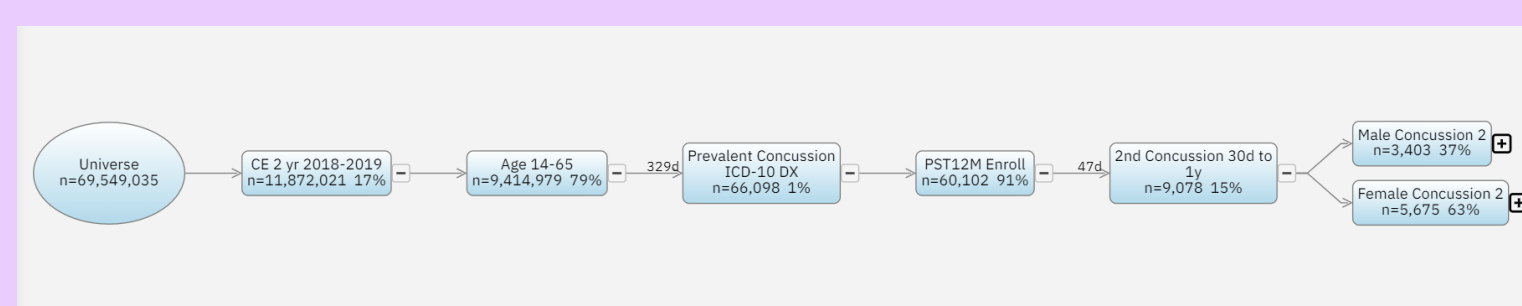 Universe
n=69,549,035
CE 2 yr 2018-2019
n=11,872,021 17%
Age 14-65
n=9,414,979 79%
329d
Prevalent Concussion
ICD-10 DX
n=66,098 1%
PST12M Enroll
n=60,102 91%
47d
2nd Concussion 30d to
1y
n=9,078 15%
Male Concussion 2
n=3,403 37%
Female Concussion 2
n=5,675 63%